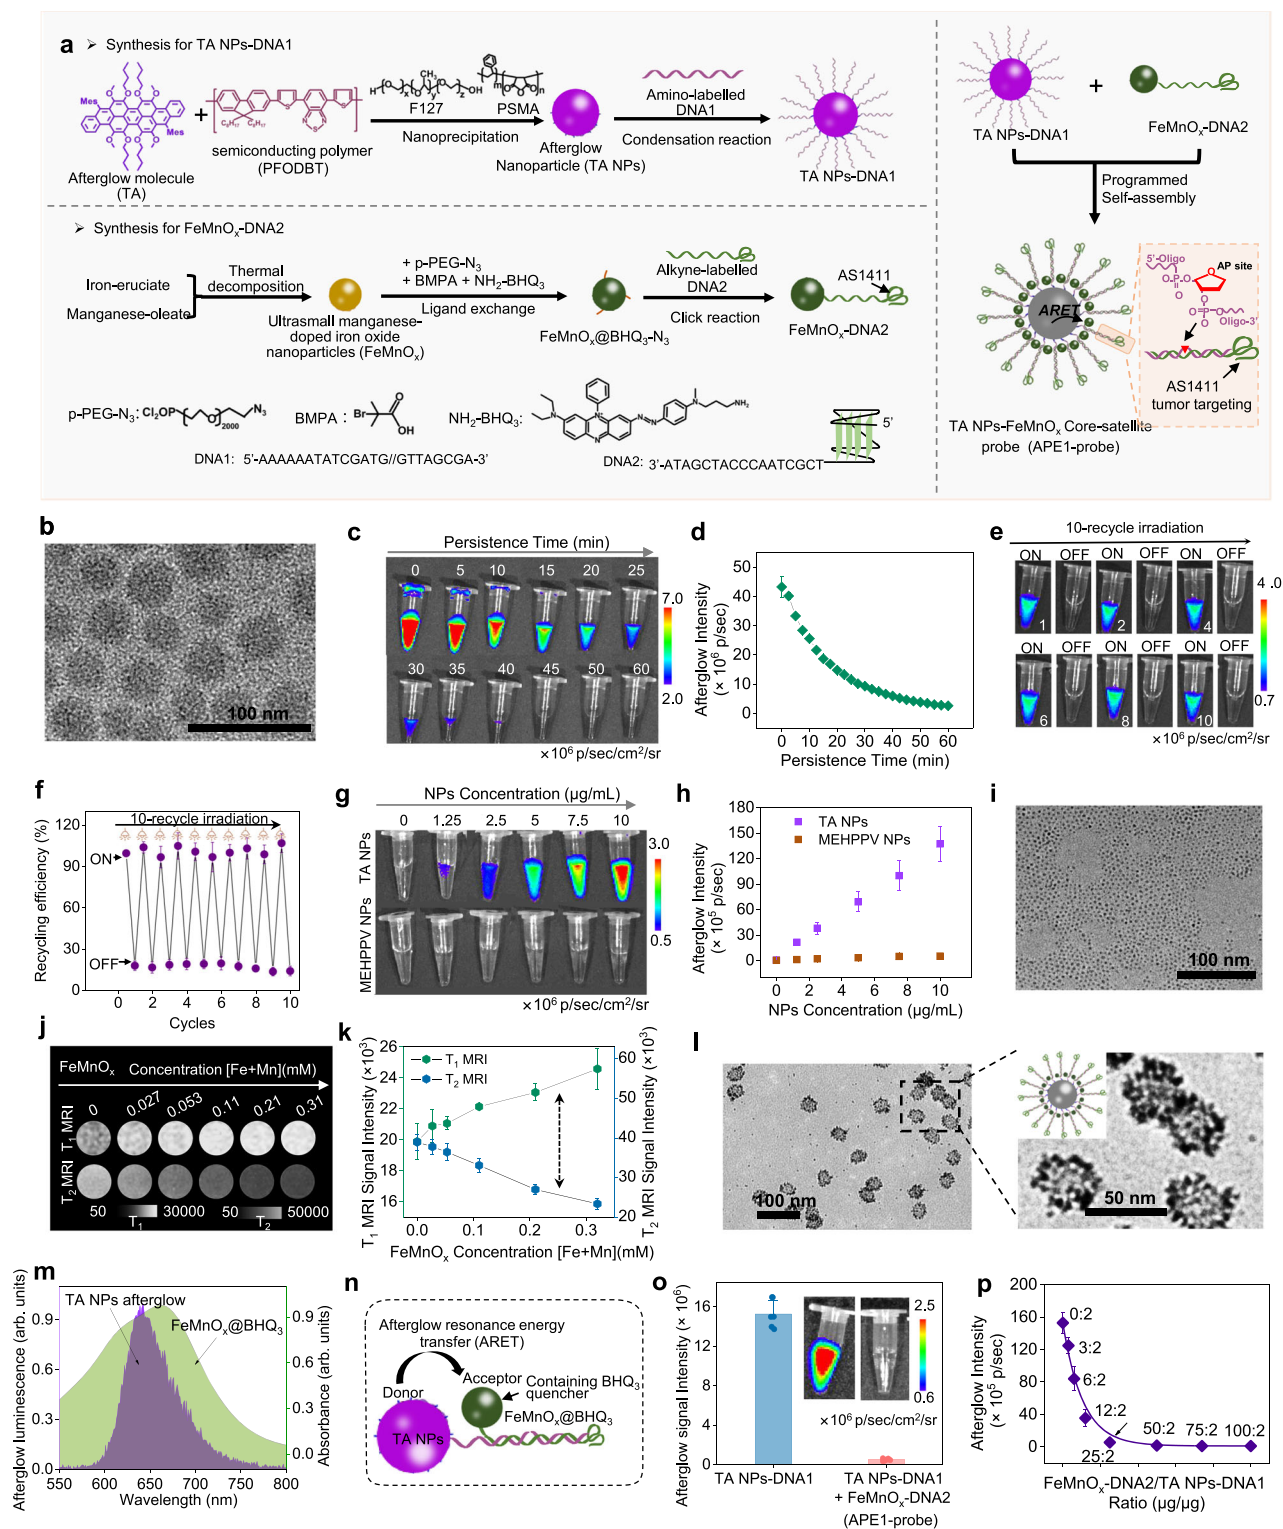 a ➢ Synthesis for TA NPs-DNA1
Mes
Mes
Afterglow molecule
(TA)
+
C₈H₁₇ C₈H₁₇
semiconducting polymer
(PFODBT)
F127
PSMA
Nanoprecipitation
Afterglow
Nanoparticle (TA NPs)
Amino-labelled
DNA1
Condensation reaction
TA NPs-DNA1
➢ Synthesis for FeMnOₓ-DNA2
Iron-eruciate
Manganese-oleate
Thermal
decomposition
Ultrasmall manganese-
doped iron oxide
nanoparticles (FeMnOₓ)
+ p-PEG-N₃
+ BMPA + NH₂-BHQ₃
Ligand exchange
FeMnOₓ@BHQ₃-N₃
Alkyne-labelled
DNA2
Click reaction
AS1411
FeMnOₓ-DNA2
p-PEG-N₃: Cl₂OP O N₃ 2000
BMPA : Br O OH
NH₂-BHQ₃: N N N N=N N NH₂
DNA1: 5'-AAAAAATATCGATG//GTTAGCGA-3'
DNA2: 3'-ATAGCTACCCAATCGCT
5'
TA NPs-DNA1
+
FeMnOₓ-DNA2
Programmed
Self-assembly
ARET
5'-Oligo
AP site
Oligo-3'
AS1411
tumor targeting
TA NPs-FeMnOₓ Core-satellite
probe (APE1-probe)
b
100 nm
c
Persistence Time (min)
0 5 10 15 20 25
30 35 40 45 50 60
7.0
2.0
×10⁶ p/sec/cm²/sr
d
Afterglow Intensity
(× 10⁶ p/sec)
50
40
30
20
10
0
0 10 20 30 40 50 60
Persistence Time (min)
e
10-recycle irradiation
ON OFF ON OFF ON OFF
1 2 4
ON OFF ON OFF ON OFF
6 8 10
4.0
0.7
×10⁶ p/sec/cm²/sr
f
Recycling efficiency (%)
10-recycle irradiation
120
90
60
30
0
ON
OFF
0 2 4 6 8 10
Cycles
g
NPs Concentration (µg/mL)
0 1.25 2.5 5 7.5 10
TA NPs
MEHPPV NPs
3.0
0.5
×10⁶ p/sec/cm²/sr
h
Afterglow Intensity
(× 10⁵ p/sec)
180
150
120
90
60
30
0
TA NPs
MEHPPV NPs
0 2 4 6 8 10
NPs Concentration (µg/mL)
i
100 nm
j
FeMnOₓ Concentration [Fe+Mn](mM)
0 0.027 0.053 0.11 0.21 0.31
T₁ MRI
T₂ MRI
50 T₁ 30000 50 T₂ 50000
k
T₁ MRI Signal Intensity (×10³)
26
24
22
20
18
16
T₁ MRI
T₂ MRI
60
50
40
30
20
T₂ MRI Signal Intensity (×10³)
0.0 0.1 0.2 0.3
FeMnOₓ Concentration [Fe+Mn](mM)
l
100 nm
50 nm
m
Afterglow luminescence (arb. units)
0.9
0.6
0.3
0.0
TA NPs afterglow
FeMnOₓ@BHQ₃
0.9
0.6
0.3
0.0
Absorbance (arb. units)
550 600 650 700 750 800
Wavelength (nm)
n
Afterglow resonance energy
transfer (ARET)
Donor
Acceptor
Containing BHQ₃
quencher
FeMnOₓ@BHQ₃
TA NPs
o
Afterglow signal Intensity (× 10⁶)
16
12
8
4
0
2.5
0.6
×10⁶ p/sec/cm²/sr
TA NPs-DNA1
TA NPs-DNA1
+ FeMnOₓ-DNA2
(APE1-probe)
p
Afterglow Intensity
(× 10⁵ p/sec)
200
160
120
80
40
0
0:2
3:2
6:2
12:2
25:2
50:2 75:2 100:2
FeMnOₓ-DNA2/TA NPs-DNA1
Ratio (µg/µg)